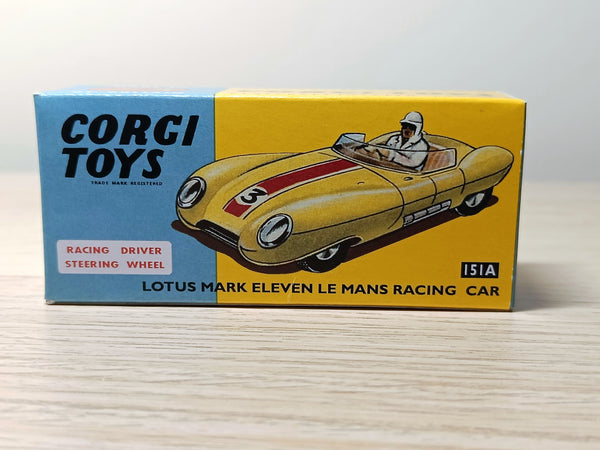 CORGI
TOYS
TRADE MARK REGISTERED
3
RACING DRIVER
STEERING WHEEL
151A
LOTUS MARK ELEVEN LE MANS RACING CAR